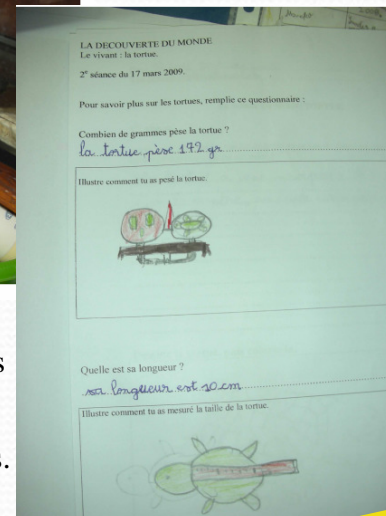 LA DECOUVERTE DU MONDE
Le vivant : la tortue.
2e séance du 17 mars 2009.
Pour savoir plus sur les tortues, remplie ce questionnaire :
Combien de grammes pèse la tortue ?
la tortue pèse 172 gr
Illustre comment tu as pesé la tortue.
Quelle est sa longueur ?
sa longueur est 10 cm
Illustre comment tu as mesuré la taille de la tortue.
s
s.